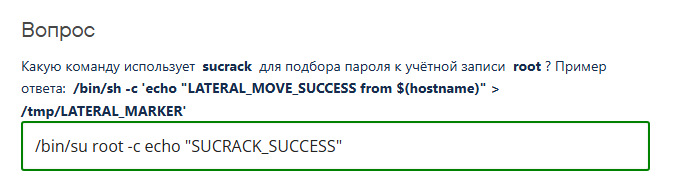 Вопрос
Какую команду использует sucrack для подбора пароля к учётной записи root ? Пример
ответа: /bin/sh -c 'echo "LATERAL_MOVE_SUCCESS from $(hostname)" >
/tmp/LATERAL_MARKER'
/bin/su root -c echo "SUCRACK_SUCCESS"